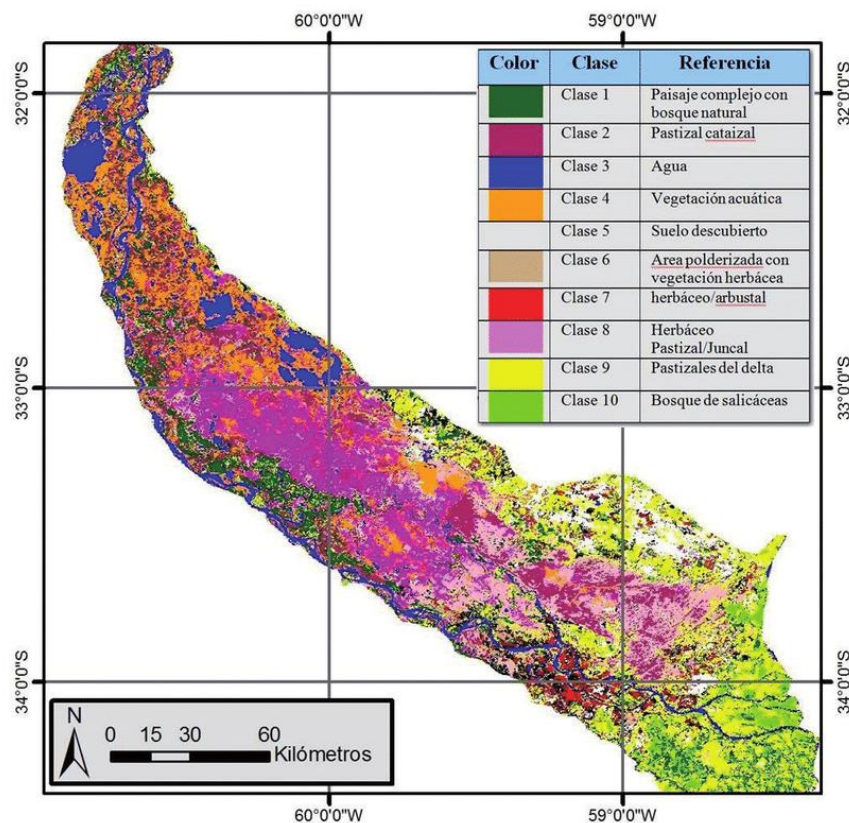 60°0'0"W 59°0'0"W
Color Clase Referencia
Clase 1 Paisaje complejo con
bosque natural
Clase 2 Pastizal cataizal
Clase 3 Agua
Clase 4 Vegetación acuática
Clase 5 Suelo descubierto
Clase 6 Area polderizada con
vegetación herbácea
Clase 7 herbáceo/arbustal
Clase 8 Herbáceo
Pastizal/Juncal
Clase 9 Pastizales del delta
Clase 10 Bosque de salicáceas
32°0'0"S 32°0'0"S
33°0'0"S 33°0'0"S
34°0'0"S 34°0'0"S
N
0 15 30 60
Kilómetros
60°0'0"W 59°0'0"W